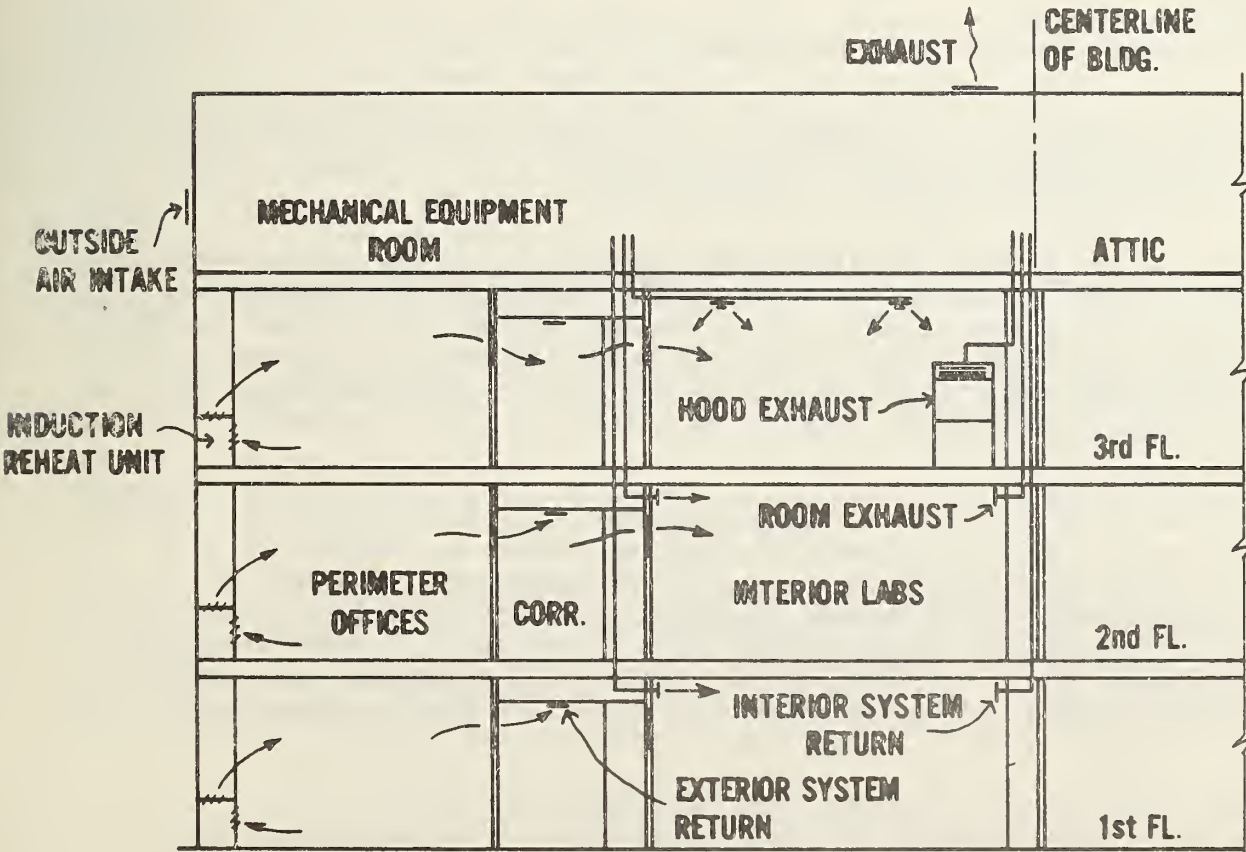 EXHAUST
CENTERLINE
OF BLDG.
MECHANICAL EQUIPMENT
ROOM
ATTIC
OUTSIDE
AIR INTAKE
INDUCTION
REHEAT UNIT
HOOD EXHAUST
3rd FL.
ROOM EXHAUST
PERIMETER
OFFICES
CORR.
INTERIOR LABS
2nd FL.
INTERIOR SYSTEM
RETURN
EXTERIOR SYSTEM
RETURN
1st FL.